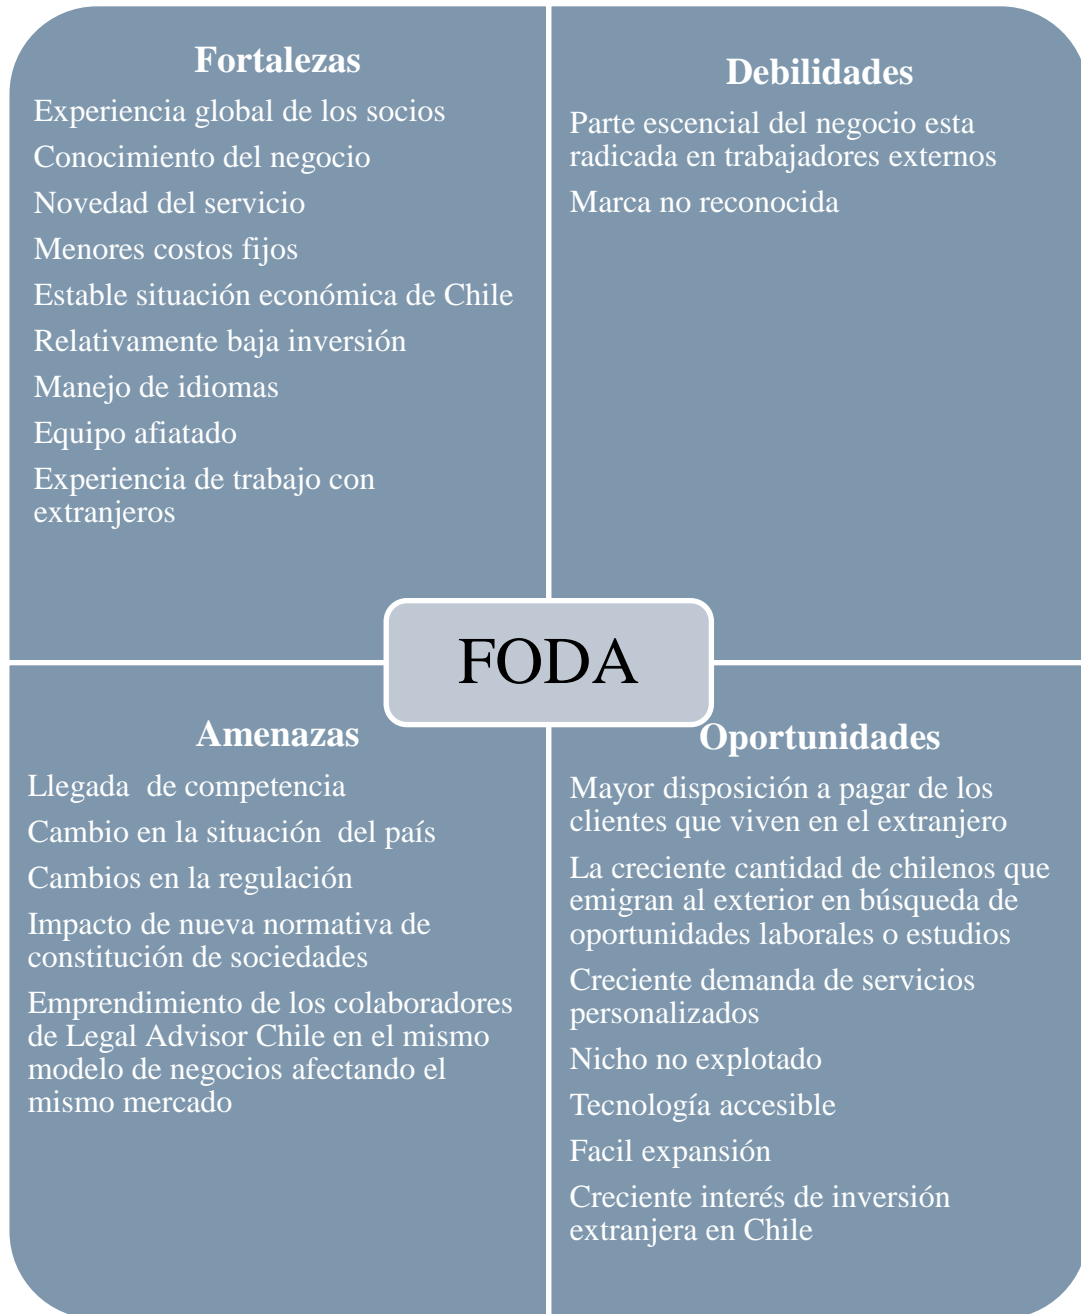 Fortalezas
Experiencia global de los socios
Conocimiento del negocio
Novedad del servicio
Menores costos fijos
Estable situación económica de Chile
Relativamente baja inversión
Manejo de idiomas
Equipo afiatado
Experiencia de trabajo con
extranjeros
Debilidades
Parte escencial del negocio esta
radicada en trabajadores externos
Marca no reconocida
FODA
Amenazas
Llegada  de competencia
Cambio en la situación  del país
Cambios en la regulación
Impacto de nueva normativa de
constitución de sociedades
Emprendimiento de los colaboradores
de Legal Advisor Chile en el mismo
modelo de negocios afectando el
mismo mercado
Oportunidades
Mayor disposición a pagar de los
clientes que viven en el extranjero
La creciente cantidad de chilenos que
emigran al exterior en búsqueda de
oportunidades laborales o estudios
Creciente demanda de servicios
personalizados
Nicho no explotado
Tecnología accesible
Facil expansión
Creciente interés de inversión
extranjera en Chile